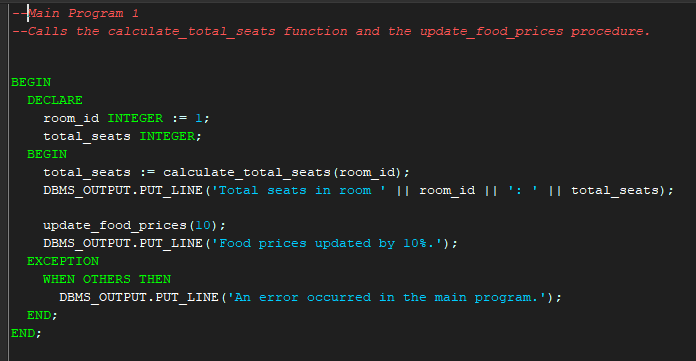 --Main Program 1
--Calls the calculate_total_seats function and the update_food_prices procedure.
BEGIN
DECLARE
room_id INTEGER := 1;
total_seats INTEGER;
BEGIN
total_seats := calculate_total_seats(room_id);
DBMS_OUTPUT.PUT_LINE('Total seats in room ' || room_id || ': ' || total_seats);
update_food_prices(10);
DBMS_OUTPUT.PUT_LINE('Food prices updated by 10%.');
EXCEPTION
WHEN OTHERS THEN
DBMS_OUTPUT.PUT_LINE('An error occurred in the main program.');
END;
END;